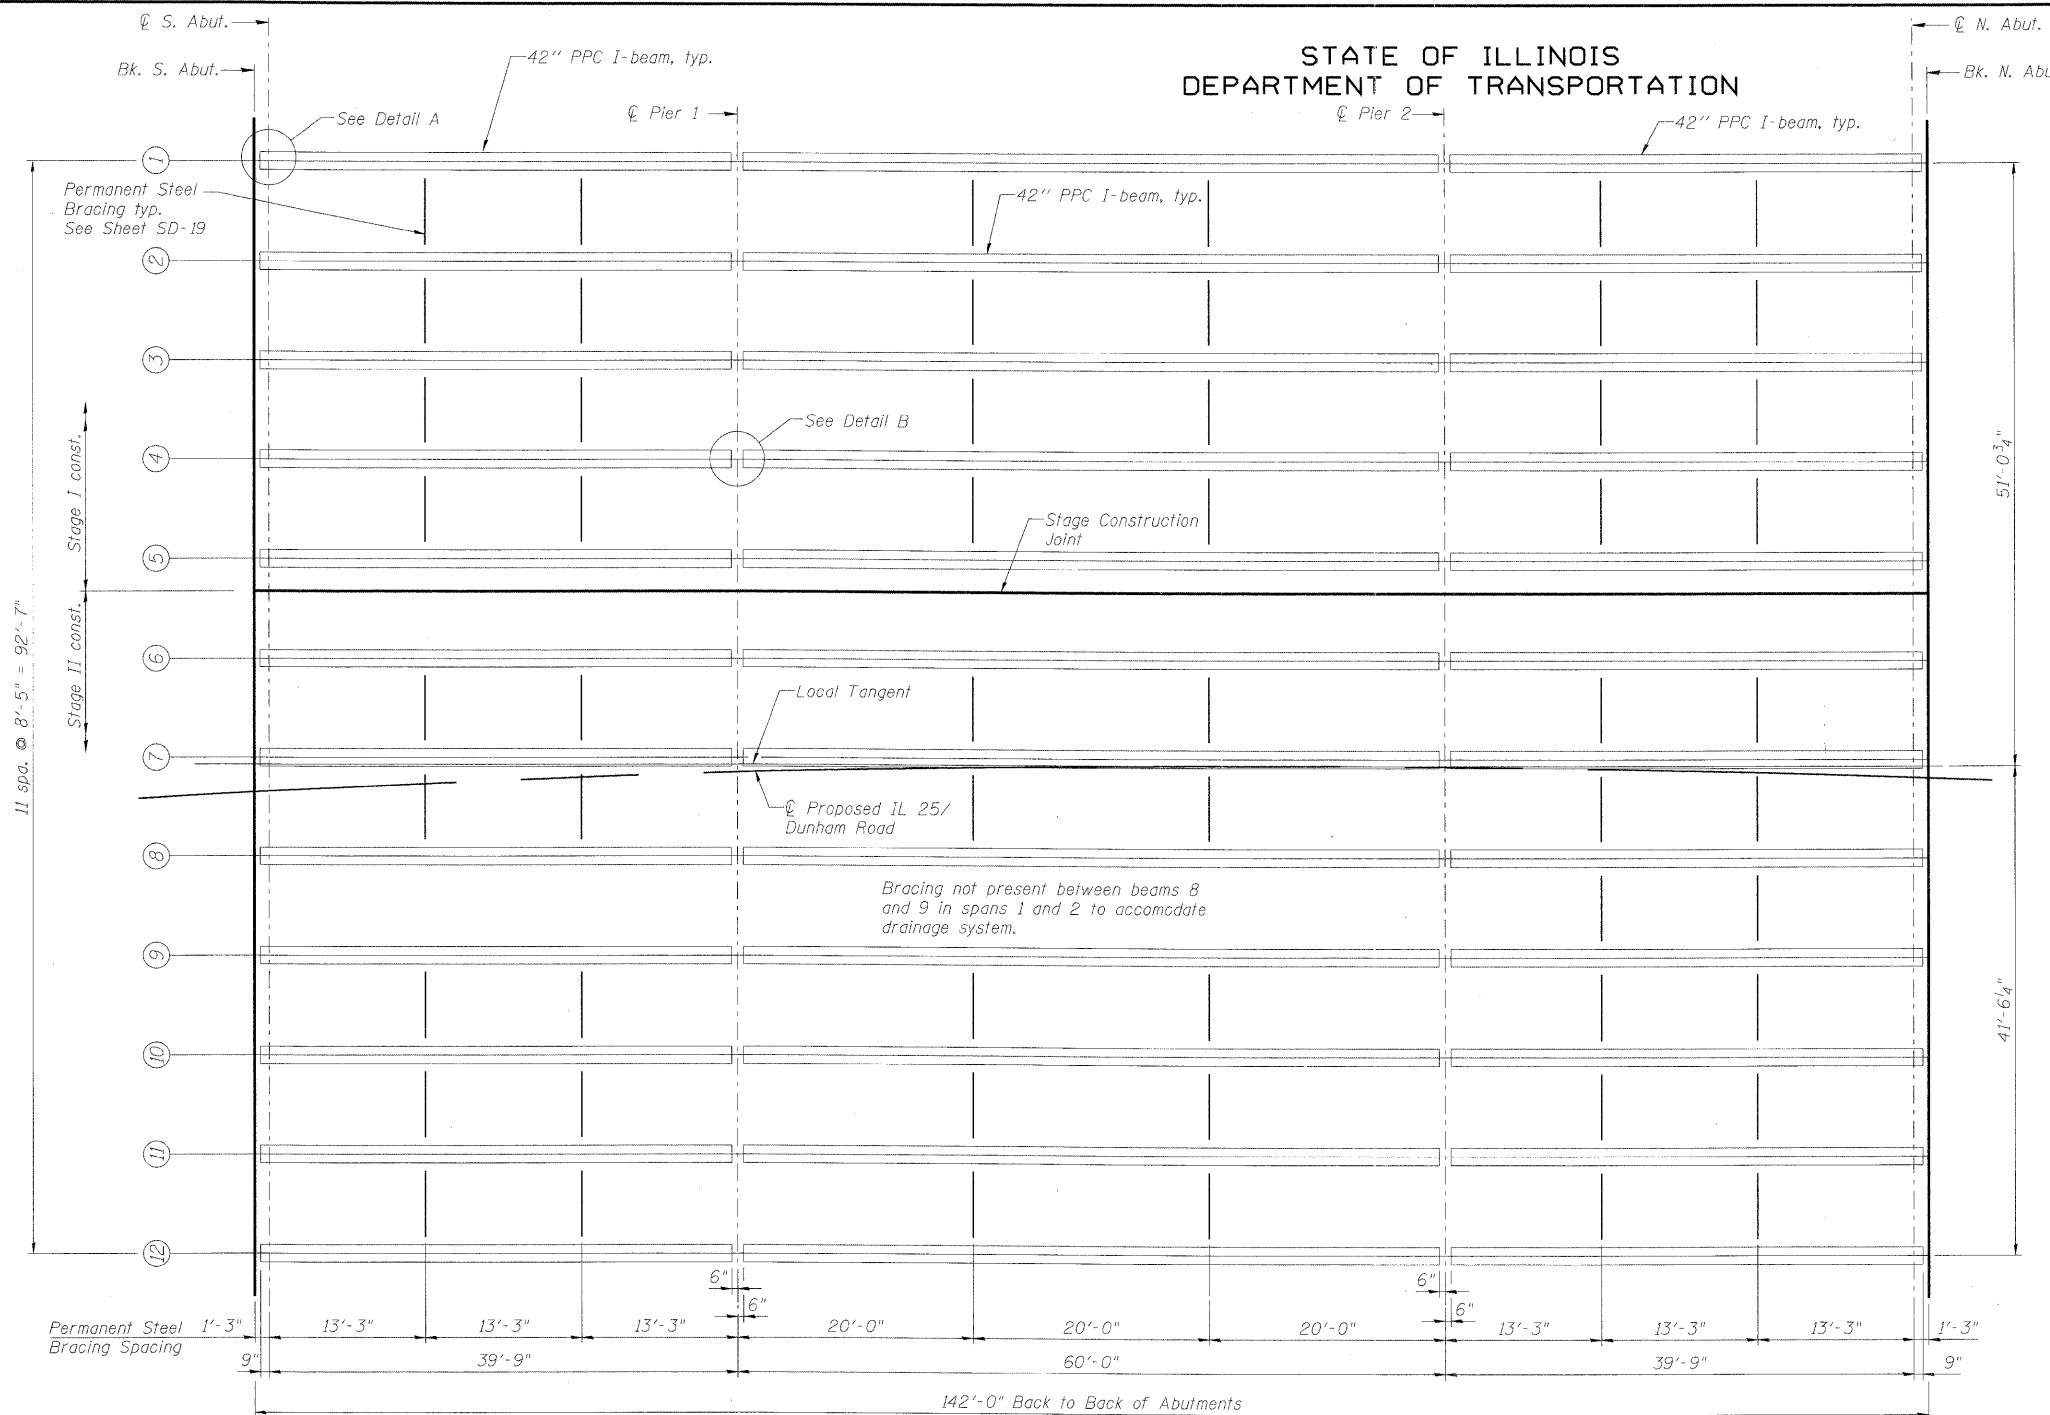 ℄ S. Abut.
℄ N. Abut.
STATE OF ILLINOIS
DEPARTMENT OF TRANSPORTATION
Bk. S. Abut.
42" PPC I-beam, typ.
Bk. N. Abu
See Detail A
℄ Pier 1
℄ Pier 2
42" PPC I-beam, typ.
1
Permanent Steel
Bracing typ.
See Sheet SD-19
42" PPC I-beam, typ.
2
3
See Detail B
4
Stage I const.
51'-0¾"
Stage Construction
Joint
5
11 spa. @ 8'-5" = 92'-7"
Stage II const.
6
Local Tangent
7
℄ Proposed IL 25/
Dunham Road
8
Bracing not present between beams 8
and 9 in spans 1 and 2 to accomodate
drainage system.
9
41'-6¼"
10
11
12
6"
6"
6"
6"
Permanent Steel
Bracing Spacing
1'-3"
13'-3"
13'-3"
13'-3"
20'-0"
20'-0"
20'-0"
13'-3"
13'-3"
13'-3"
1'-3"
9"
39'-9"
60'-0"
39'-9"
9"
142'-0" Back to Back of Abutments